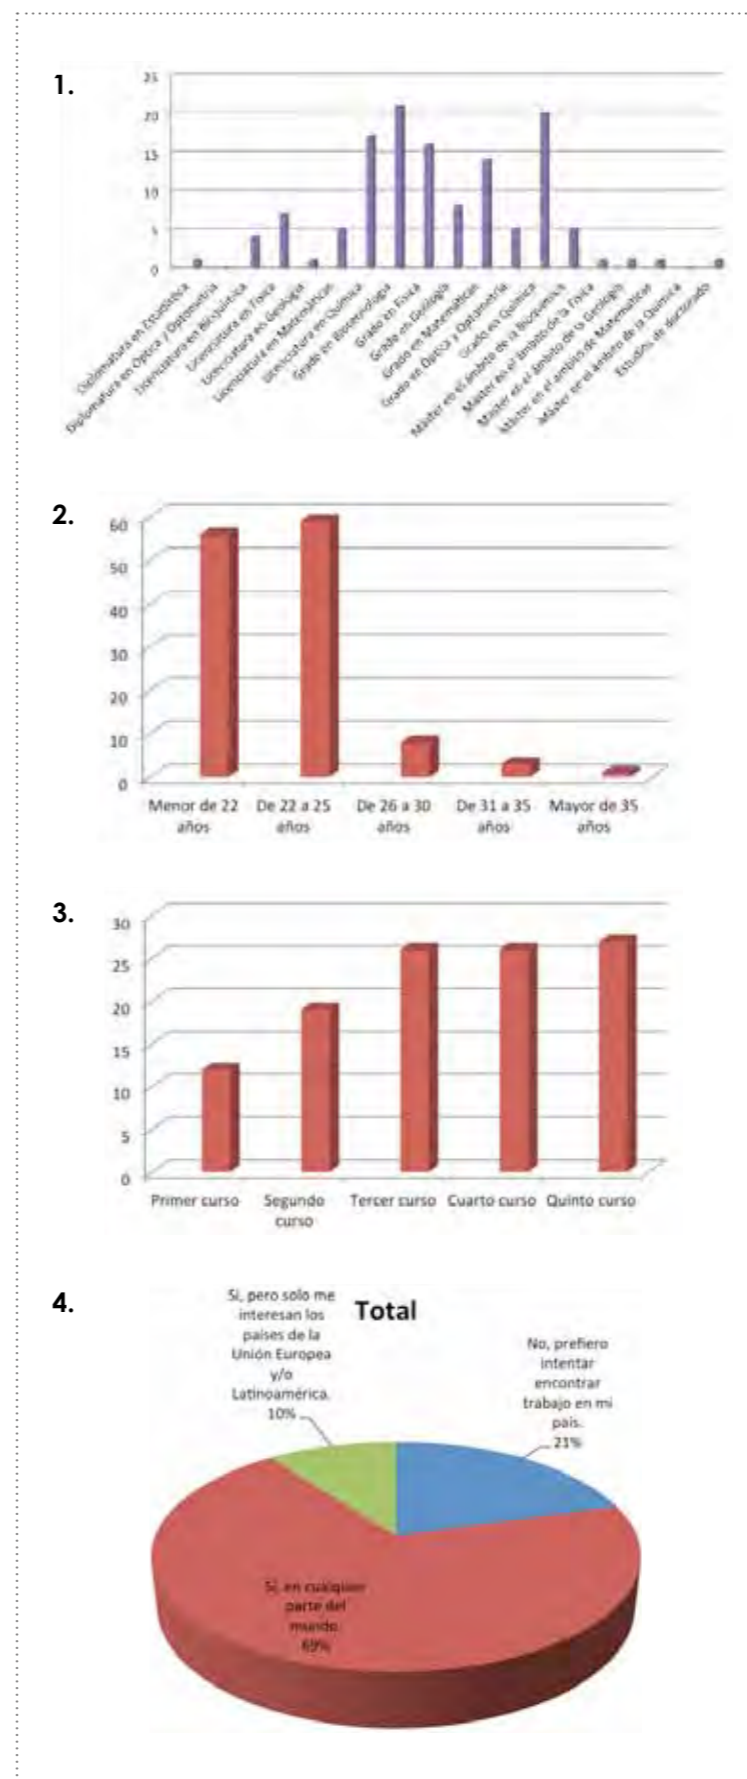 1.
25
20
15
10
5
0
Diplomatura en Estadística
Diplomatura en Óptica / Optometría
Licenciatura en Bioquímica
Licenciatura en Física
Licenciatura en Geología
Licenciatura en Matemáticas
Licenciatura en Química
Grado en Biotecnología
Grado en Física
Grado en Geología
Grado en Matemáticas
Grado en Óptica y Optometría
Grado en Química
Máster en el ámbito de la Bioquímica
Máster en el ámbito de la Física
Máster en el ámbito de la Geología
Máster en el ámbito de Matemáticas
Máster en el ámbito de la Química
Estudios de doctorado
2.
60
50
40
30
20
10
0
Menor de 22
años
De 22 a 25
años
De 26 a 30
años
De 31 a 35
años
Mayor de 35
años
3.
30
25
20
15
10
5
0
Primer curso
Segundo
curso
Tercer curso
Cuarto curso
Quinto curso
4.
Total
Sí, pero solo me
interesan los
países de la
Unión Europea
y/o
Latinoamérica.
10%
No, prefiero
intentar
encontrar
trabajo en mi
país.
21%
Sí, en cualquier
parte del
mundo.
69%